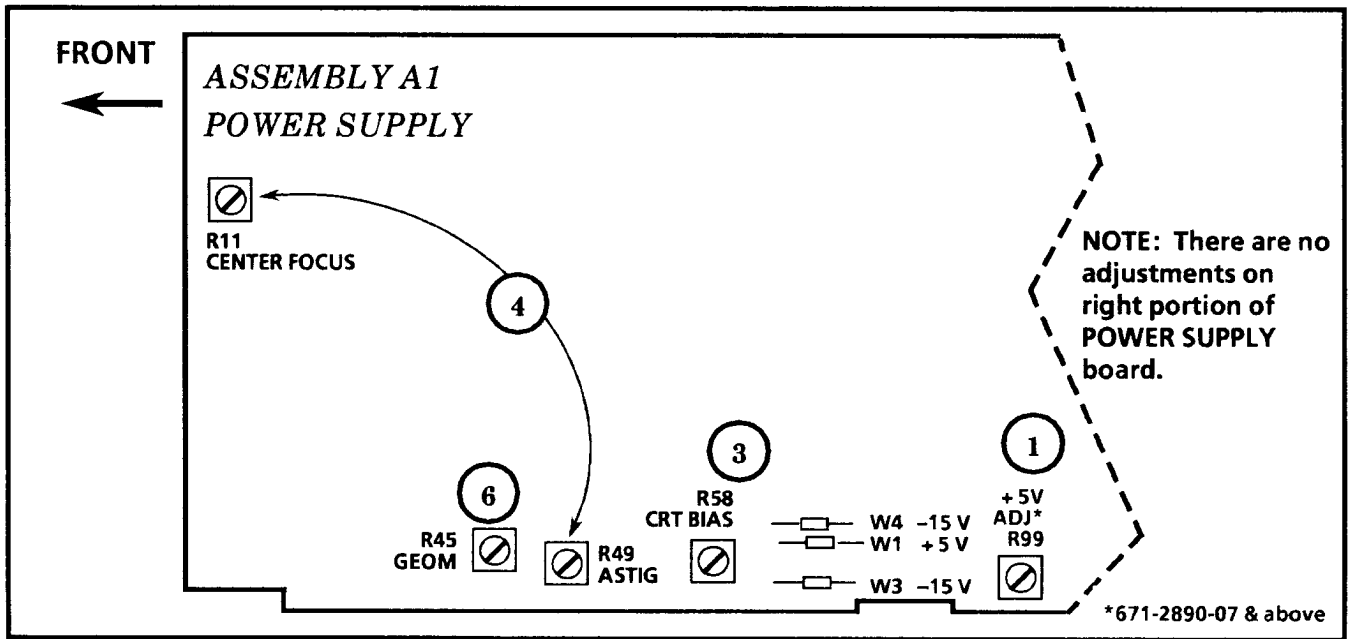 FRONT
ASSEMBLY A1
POWER SUPPLY
R11
CENTER FOCUS
4
NOTE: There are no
adjustments on
right portion of
POWER SUPPLY
board.
6
R45
GEOM
R49
ASTIG
3
R58
CRT BIAS
W4 –15 V
W1 +5 V
W3 –15 V
1
+5V
ADJ*
R99
*671-2890-07 & above